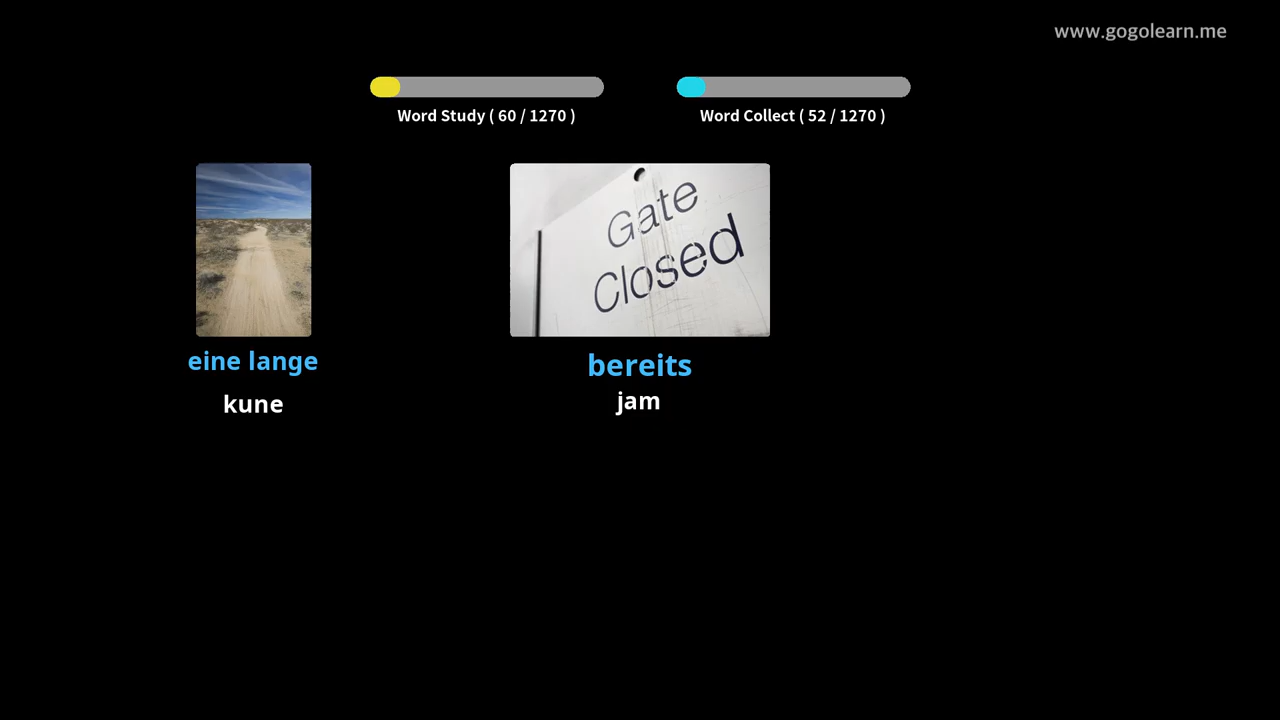 www.gogolearn.me
Word Study ( 60 / 1270 )
Word Collect ( 52 / 1270 )
Gate
Closed
eine lange
kune
bereits
jam